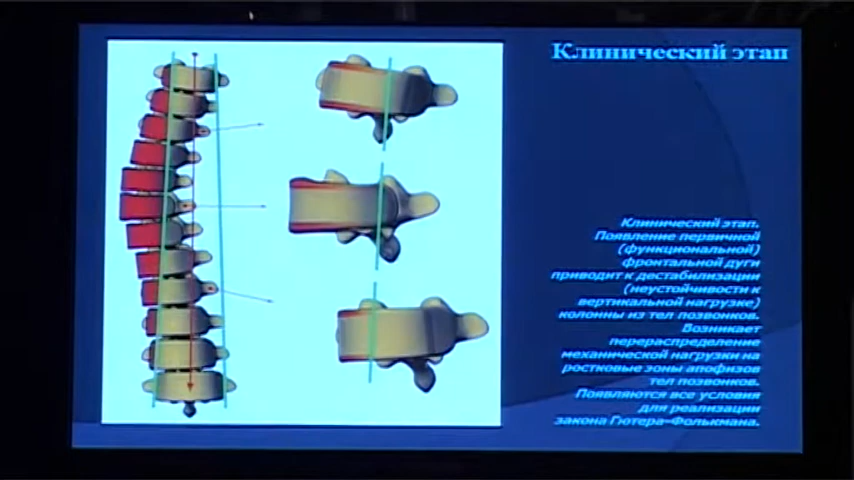 Клинический этап
Клинический этап.
Появление первичной
(функциональной)
фронтальной дуги
приводит к дестабилизации
(неустойчивости к
вертикальной нагрузке)
колонны из тел позвонков.
Возникает
перераспределение
механической нагрузки на
ростковые зоны апофизов
тел позвонков.
Появляются все условия
для реализации
закона Гютера-Фолькмана.